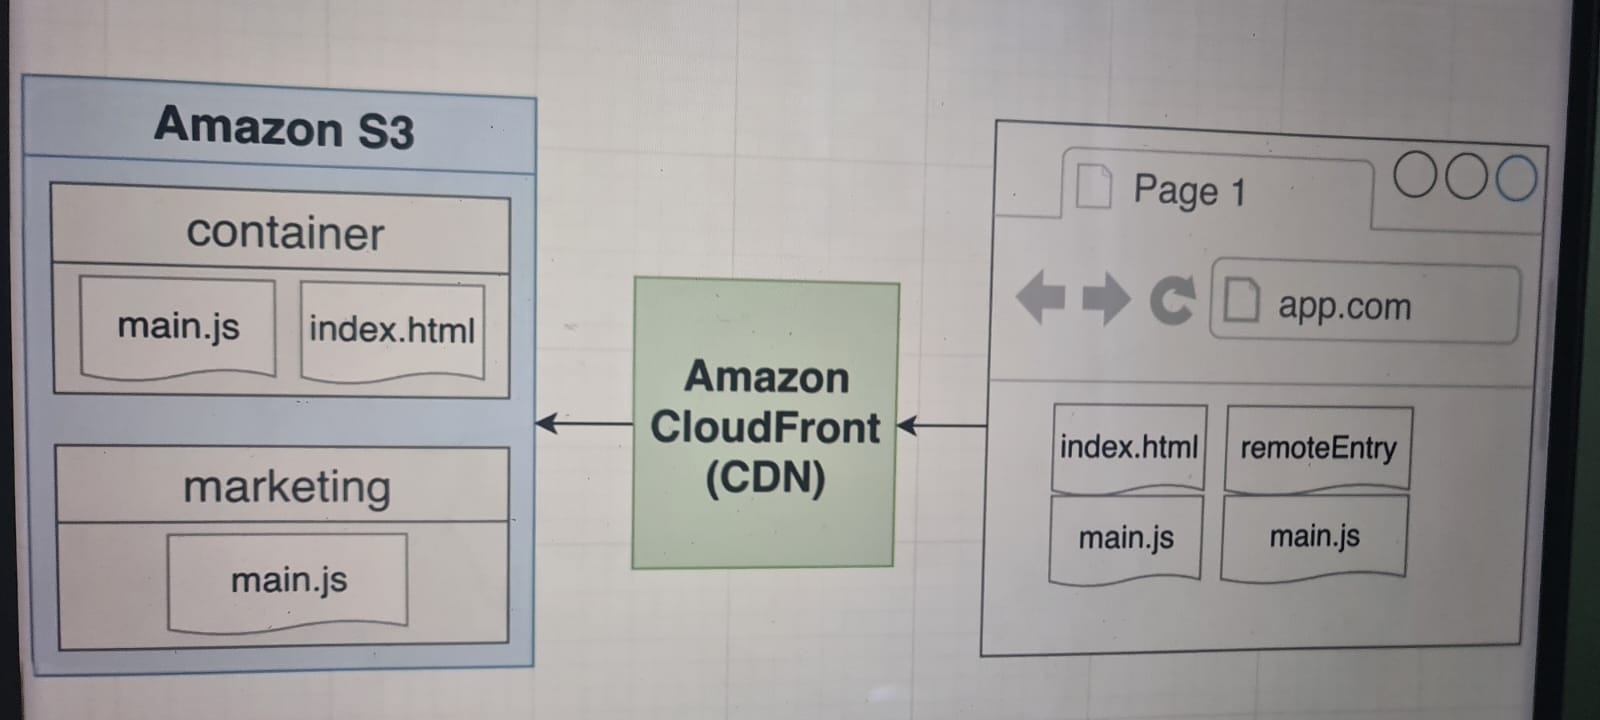 Amazon S3
container
main.js
index.html
marketing
main.js
Amazon
CloudFront
(CDN)
Page 1
app.com
index.html
remoteEntry
main.js
main.js